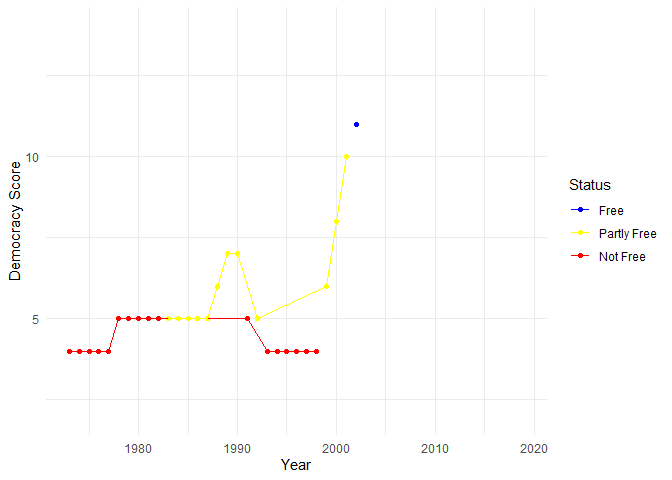 Democracy Score
10
5
1980
1990
2000
2010
2020
Year
Status
Free
Partly Free
Not Free